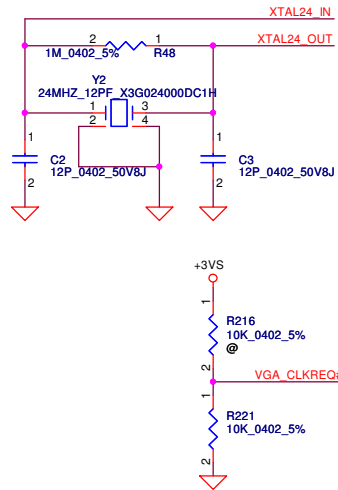 XTAL24_IN
XTAL24_OUT
2 1
1M_0402_5% R48
Y2
24MHZ_12PF_X3G024000DC1H
1 3
2 4
1 1
C2 C3
12P_0402_50V8J 12P_0402_50V8J
2 2
+3VS
1
R216
10K_0402_5%
@
2
VGA_CLKREQ#
1
R221
10K_0402_5%
2